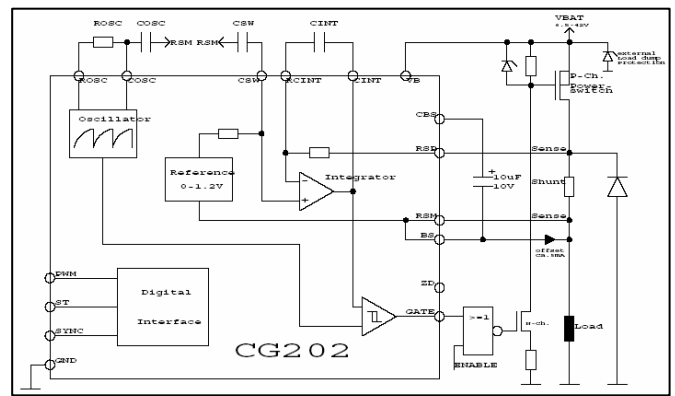 ROSC COSC CSW CINT VBAT
RSM RSM
external
Load dump
protection
ROSC COSC CSW RCINT CINT VB
P-Ch.
Power-
switch
Oscillator
CBS
RSD Sense
Reference
0-1.2V
Integrator
+
10uF
10V
Shunt
-
+
RSM Sense
BS
offset
CA.5MA
PWM
ZD
Digital
Interface
ST
GATE
>=1
N-ch.
Load
SYNC
CG202
GND
ENABLE